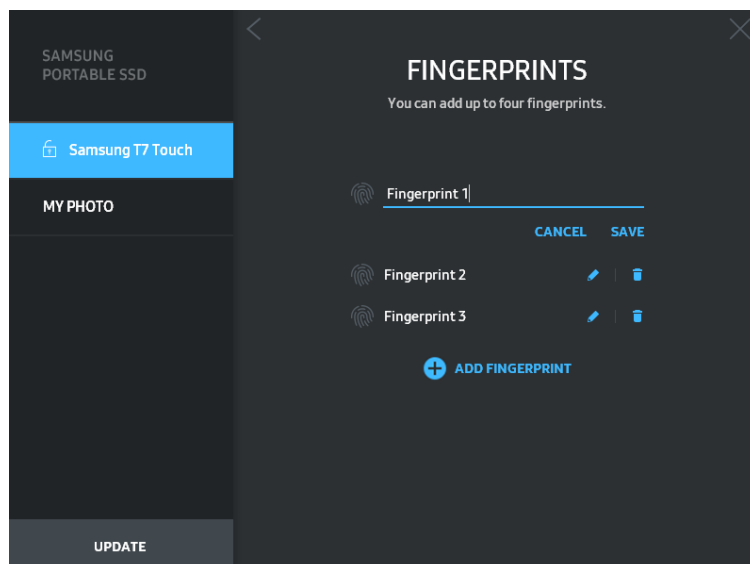 SAMSUNG
PORTABLE SSD
Samsung T7 Touch
MY PHOTO
UPDATE
FINGERPRINTS
You can add up to four fingerprints.
Fingerprint 1
CANCEL SAVE
Fingerprint 2
Fingerprint 3
ADD FINGERPRINT